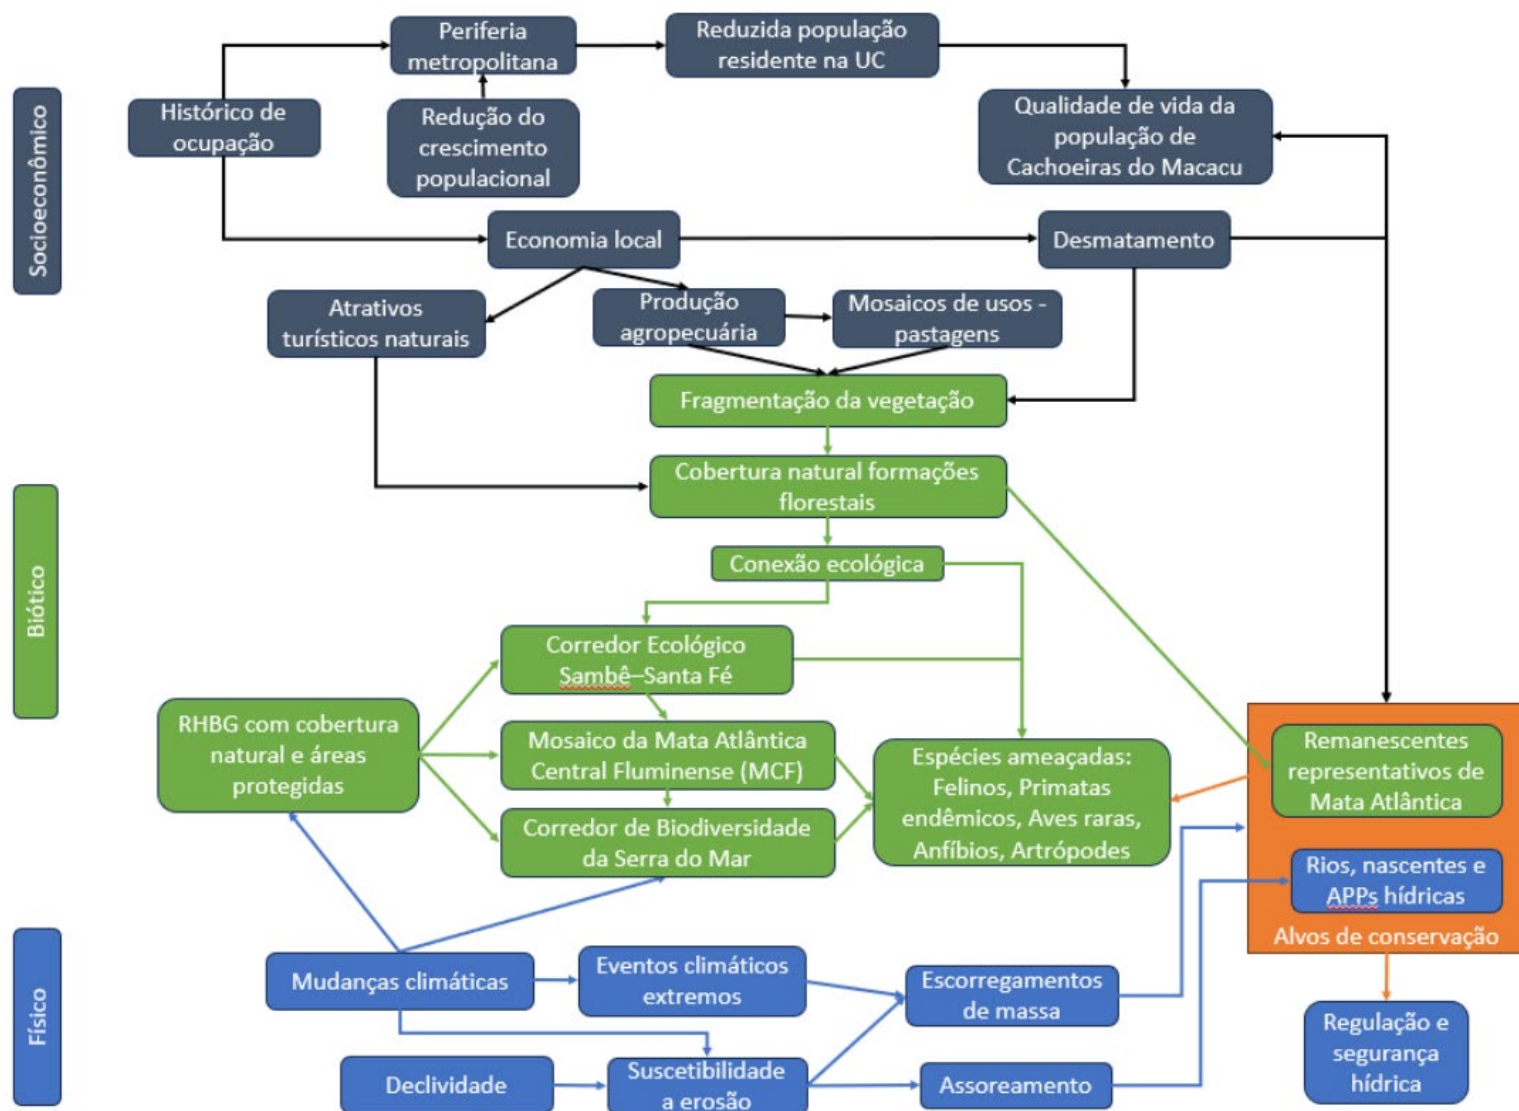 Socioeconômico
Periferia
metropolitana
Reduzida população
residente na UC
Histórico de
ocupação
Redução do
crescimento
populacional
Qualidade de vida da
população de
Cachoeiras do Macacu
Economia local
Desmatamento
Atrativos
turísticos naturais
Produção
agropecuária
Mosaicos de usos -
pastagens
Biótico
Fragmentação da vegetação
Cobertura natural formações
florestais
Conexão ecológica
Corredor Ecológico
Sambê–Santa Fé
RHBG com cobertura
natural e áreas
protegidas
Mosaico da Mata Atlântica
Central Fluminense (MCF)
Corredor de Biodiversidade
da Serra do Mar
Espécies ameaçadas:
Felinos, Primatas
endêmicos, Aves raras,
Anfíbios, Artrópodes
Remanescentes
representativos de
Mata Atlântica
Rios, nascentes e
APPs hídricas
Alvos de conservação
Físico
Mudanças climáticas
Eventos climáticos
extremos
Escorregamentos
de massa
Declividade
Suscetibilidade
a erosão
Assoreamento
Regulação e
segurança
hídrica